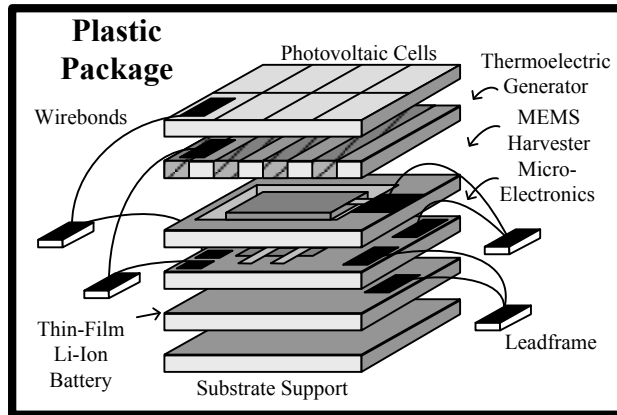 Plastic
Package
Photovoltaic Cells
Thermoelectric
Generator
Wirebonds
MEMS
Harvester
Micro-
Electronics
Thin-Film
Li-Ion
Battery
Leadframe
Substrate Support